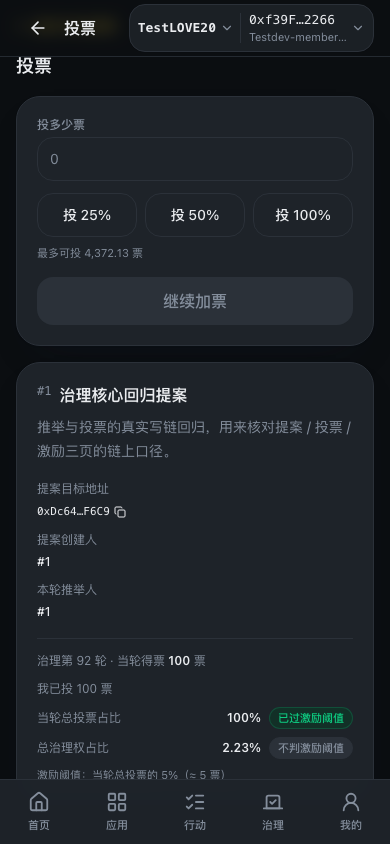 投票
TestLOVE20
0xf39F…2266
Testdev-member…
投票
投多少票
0
投 25%
投 50%
投 100%
最多可投 4,372.13 票
继续加票
#1 治理核心回归提案
推举与投票的真实写链回归，用来核对提案 / 投票 /
激励三页的链上口径。
提案目标地址
0xDc64…F6C9
提案创建人
#1
本轮推举人
#1
治理第 92 轮 · 当轮得票 100 票
我已投 100 票
当轮总投票占比 100% 已过激励阈值
总治理权占比 2.23% 不判激励阈值
激励阈值：当轮总投票的 5%（≈ 5 票）
首页
应用
行动
治理
我的